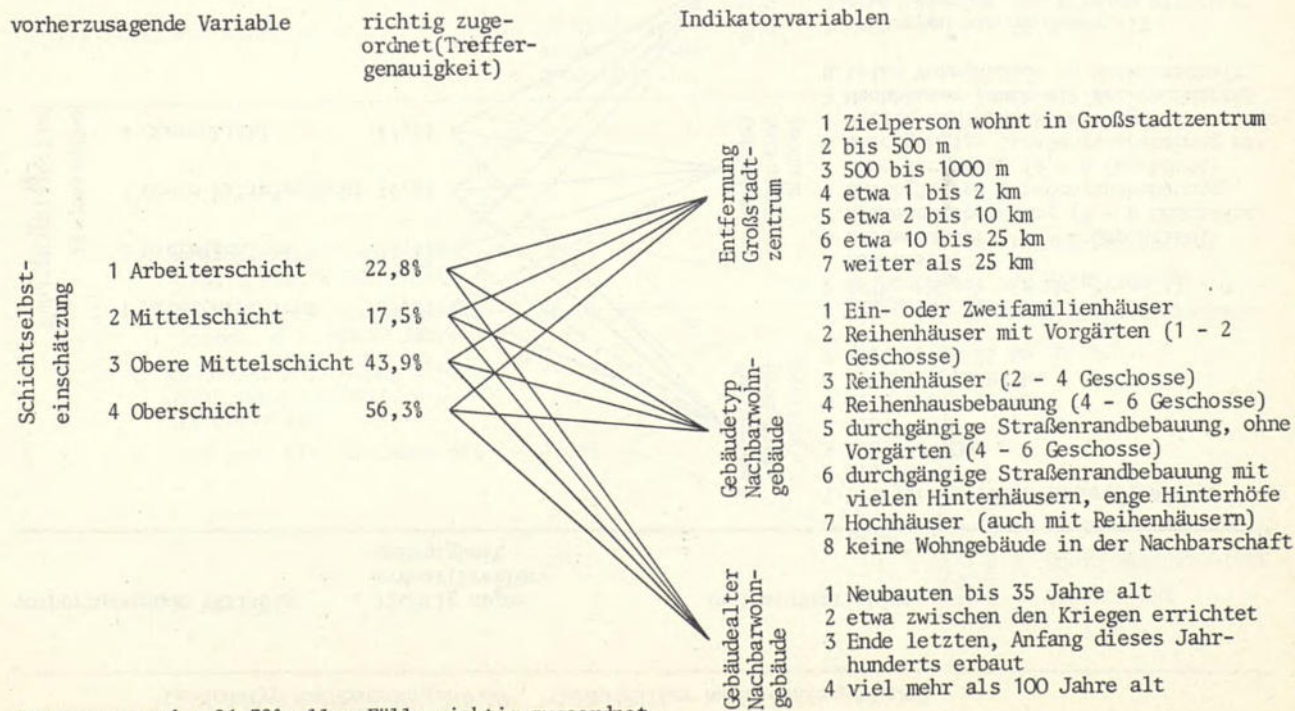 vorherzusagende Variable
richtig zuge-
ordnet(Treffer-
genauigkeit)
Indikatorvariablen
Schichtselbst-
einschätzung
1 Arbeiterschicht 22,8%
2 Mittelschicht 17,5%
3 Obere Mittelschicht 43,9%
4 Oberschicht 56,3%
Entfernung
Großstadt-
zentrum
1 Zielperson wohnt in Großstadtzentrum
2 bis 500 m
3 500 bis 1000 m
4 etwa 1 bis 2 km
5 etwa 2 bis 10 km
6 etwa 10 bis 25 km
7 weiter als 25 km
Gebäudetyp
Nachbarwohn-
gebäude
1 Ein- oder Zweifamilienhäuser
2 Reihenhäuser mit Vorgärten (1 - 2
Geschosse)
3 Reihenhäuser (2 - 4 Geschosse)
4 Reihenhausbebauung (4 - 6 Geschosse)
5 durchgängige Straßenrandbebauung, ohne
Vorgärten (4 - 6 Geschosse)
6 durchgängige Straßenrandbebauung mit
vielen Hinterhäusern, enge Hinterhöfe
7 Hochhäuser (auch mit Reihenhäusern)
8 keine Wohngebäude in der Nachbarschaft
Gebäudealter
Nachbarwohn-
gebäude
1 Neubauten bis 35 Jahre alt
2 etwa zwischen den Kriegen errichtet
3 Ende letzten, Anfang dieses Jahr-
hunderts erbaut
4 viel mehr als 100 Jahre alt